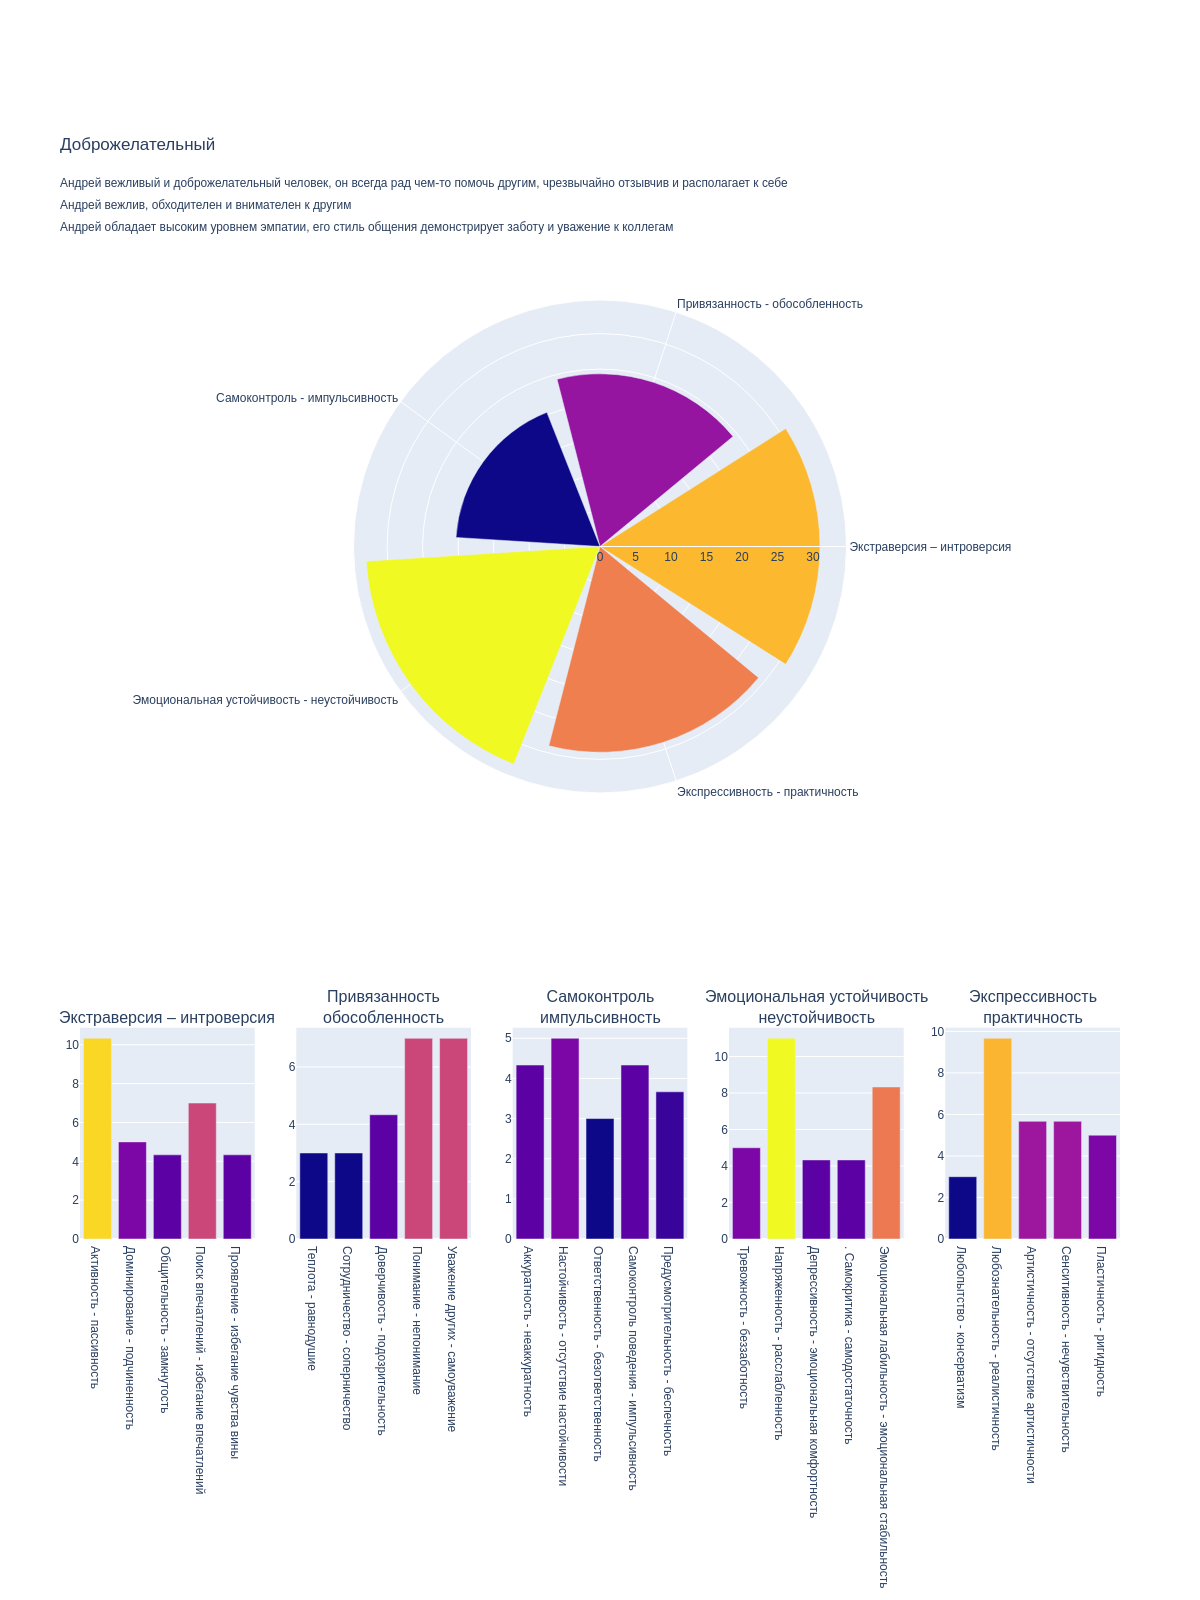 Доброжелательный
Андрей вежливый и доброжелательный человек, он всегда рад чем-то помочь другим, чрезвычайно отзывчив и располагает к себе
Андрей вежлив, обходителен и внимателен к другим
Андрей обладает высоким уровнем эмпатии, его стиль общения демонстрирует заботу и уважение к коллегам
Привязанность - обособленность
Самоконтроль - импульсивность
Экстраверсия – интроверсия
0 5 10 15 20 25 30
Эмоциональная устойчивость - неустойчивость
Экспрессивность - практичность
Экстраверсия – интроверсия
10
8
6
4
2
0
Активность - пассивность
Доминирование - подчиненность
Общительность - замкнутость
Поиск впечатлений - избегание впечатлений
Проявление - избегание чувства вины
Привязанность
обособленность
6
4
2
0
Теплота - равнодушие
Сотрудничество - соперничество
Доверчивость - подозрительность
Понимание - непонимание
Уважение других - самоуважение
Самоконтроль
импульсивность
5
4
3
2
1
0
Аккуратность - неаккуратность
Настойчивость - отсутствие настойчивости
Ответственность - безответственность
Самоконтроль поведения - импульсивность
Предусмотрительность - беспечность
Эмоциональная устойчивость
неустойчивость
10
8
6
4
2
0
Тревожность - беззаботность
Напряженность - расслабленность
Депрессивность - эмоциональная комфортность
. Самокритика - самодостаточность
Эмоциональная лабильность - эмоциональная стабильность
Экспрессивность
практичность
10
8
6
4
2
0
Любопытство - консерватизм
Любознательность - реалистичность
Артистичность - отсутствие артистичности
Сенситивность - нечувствительность
Пластичность - ригидность